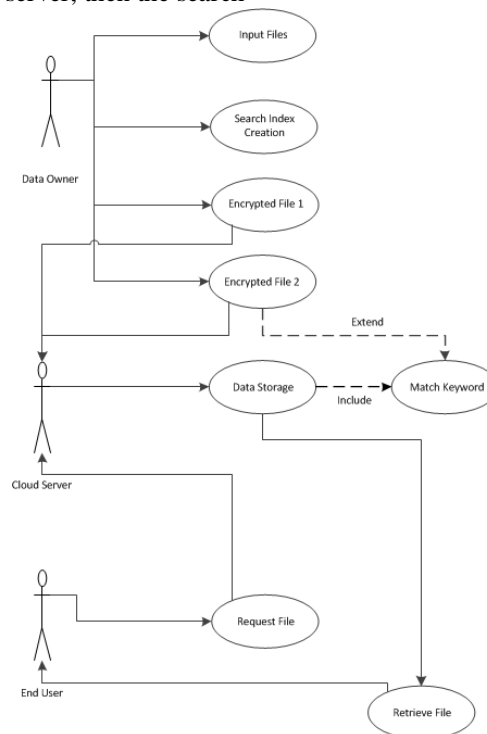 server, then the search
Input Files
Search Index
Creation
Data Owner
Encrypted File 1
Encrypted File 2
Extend
Data Storage
Match Keyword
Include
Cloud Server
Request File
End User
Retrieve File